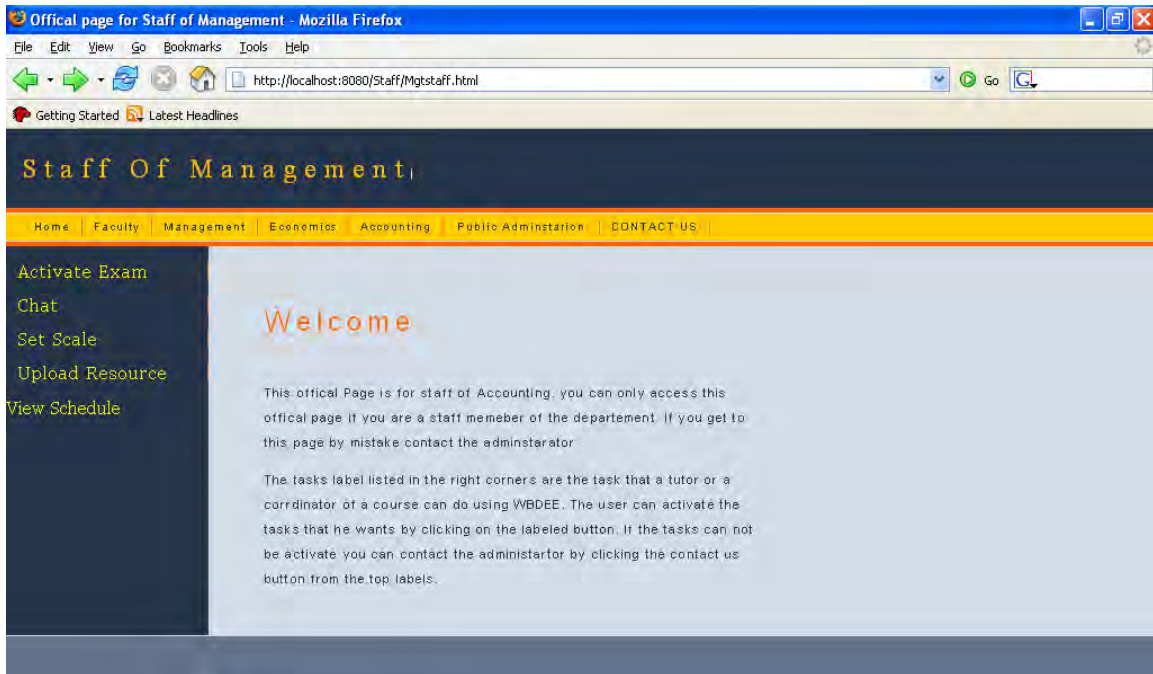 Offical page for Staff of Management - Mozilla Firefox
File Edit View Go Bookmarks Tools Help
http://localhost:8080/Staff/Mgtstaff.html Go G
Getting Started Latest Headlines
Staff Of Management
Home Faculty Management Economics Accounting Public Adminstarion CONTACT US
Activate Exam
Chat
Set Scale
Upload Resource
View Schedule
Welcome
This offical Page is for staff of Accounting, you can only access this
offical page if you are a staff memeber of the departement. If you get to
this page by mistake contact the adminstarator
The tasks label listed in the right corners are the task that a tutor or a
corrdinator of a course can do using WBDEE. The user can activate the
tasks that he wants by clicking on the labeled button. If the tasks can not
be activate you can contact the administartor by clicking the contact us
button from the top labels.